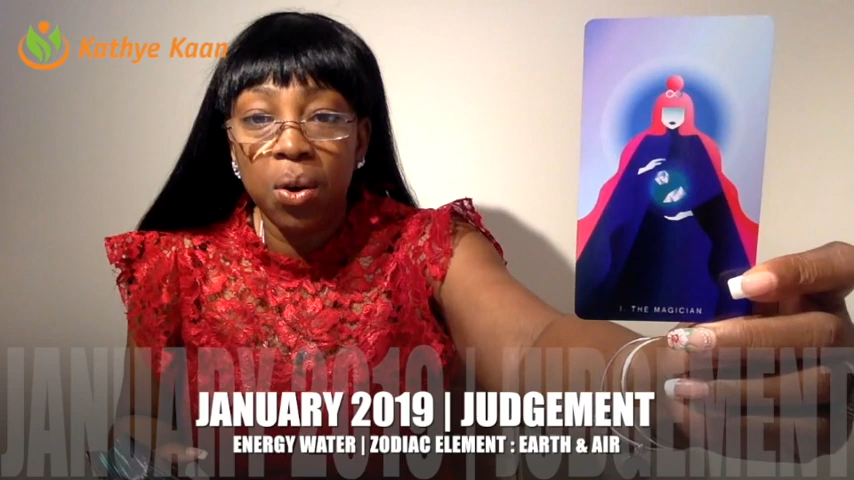 Kathye Kaan
I. THE MAGICIAN
JANUARY 2019 | JUDGEMENT
JANUARY 2019 | JUDGEMENT
ENERGY WATER | ZODIAC ELEMENT : EARTH & AIR